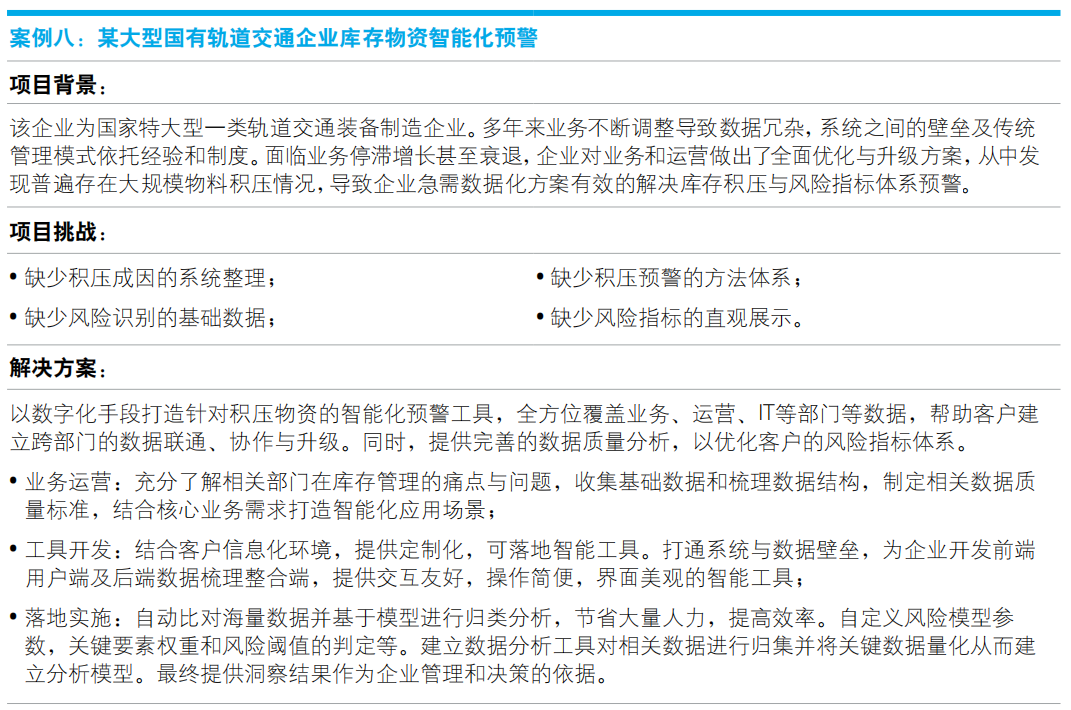 案例八：某大型国有轨道交通企业库存物资智能化预警
项目背景：
该企业为国家特大型一类轨道交通装备制造企业。多年来业务不断调整导致数据冗杂，系统之间的壁垒及传统
管理模式依托经验和制度。面临业务停滞增长甚至衰退，企业对业务和运营做出了全面优化与升级方案，从中发
现普遍存在大规模物料积压情况，导致企业急需数据化方案有效的解决库存积压与风险指标体系预警。
项目挑战：
• 缺少积压成因的系统整理；
• 缺少积压预警的方法体系；
• 缺少风险识别的基础数据；
• 缺少风险指标的直观展示。
解决方案：
以数字化手段打造针对积压物资的智能化预警工具，全方位覆盖业务、运营、IT等部门等数据，帮助客户建
立跨部门的数据联通、协作与升级。同时，提供完善的数据质量分析，以优化客户的风险指标体系。
• 业务运营：充分了解相关部门在库存管理的痛点与问题，收集基础数据和梳理数据结构，制定相关数据质
量标准，结合核心业务需求打造智能化应用场景；
• 工具开发：结合客户信息化环境，提供定制化，可落地智能工具。打通系统与数据壁垒，为企业开发前端
用户端及后端数据梳理整合端，提供交互友好，操作简便，界面美观的智能工具；
• 落地实施：自动比对海量数据并基于模型进行归类分析，节省大量人力，提高效率。自定义风险模型参
数，关键要素权重和风险阈值的判定等。建立数据分析工具对相关数据进行归集并将关键数据量化从而建
立分析模型。最终提供洞察结果作为企业管理和决策的依据。